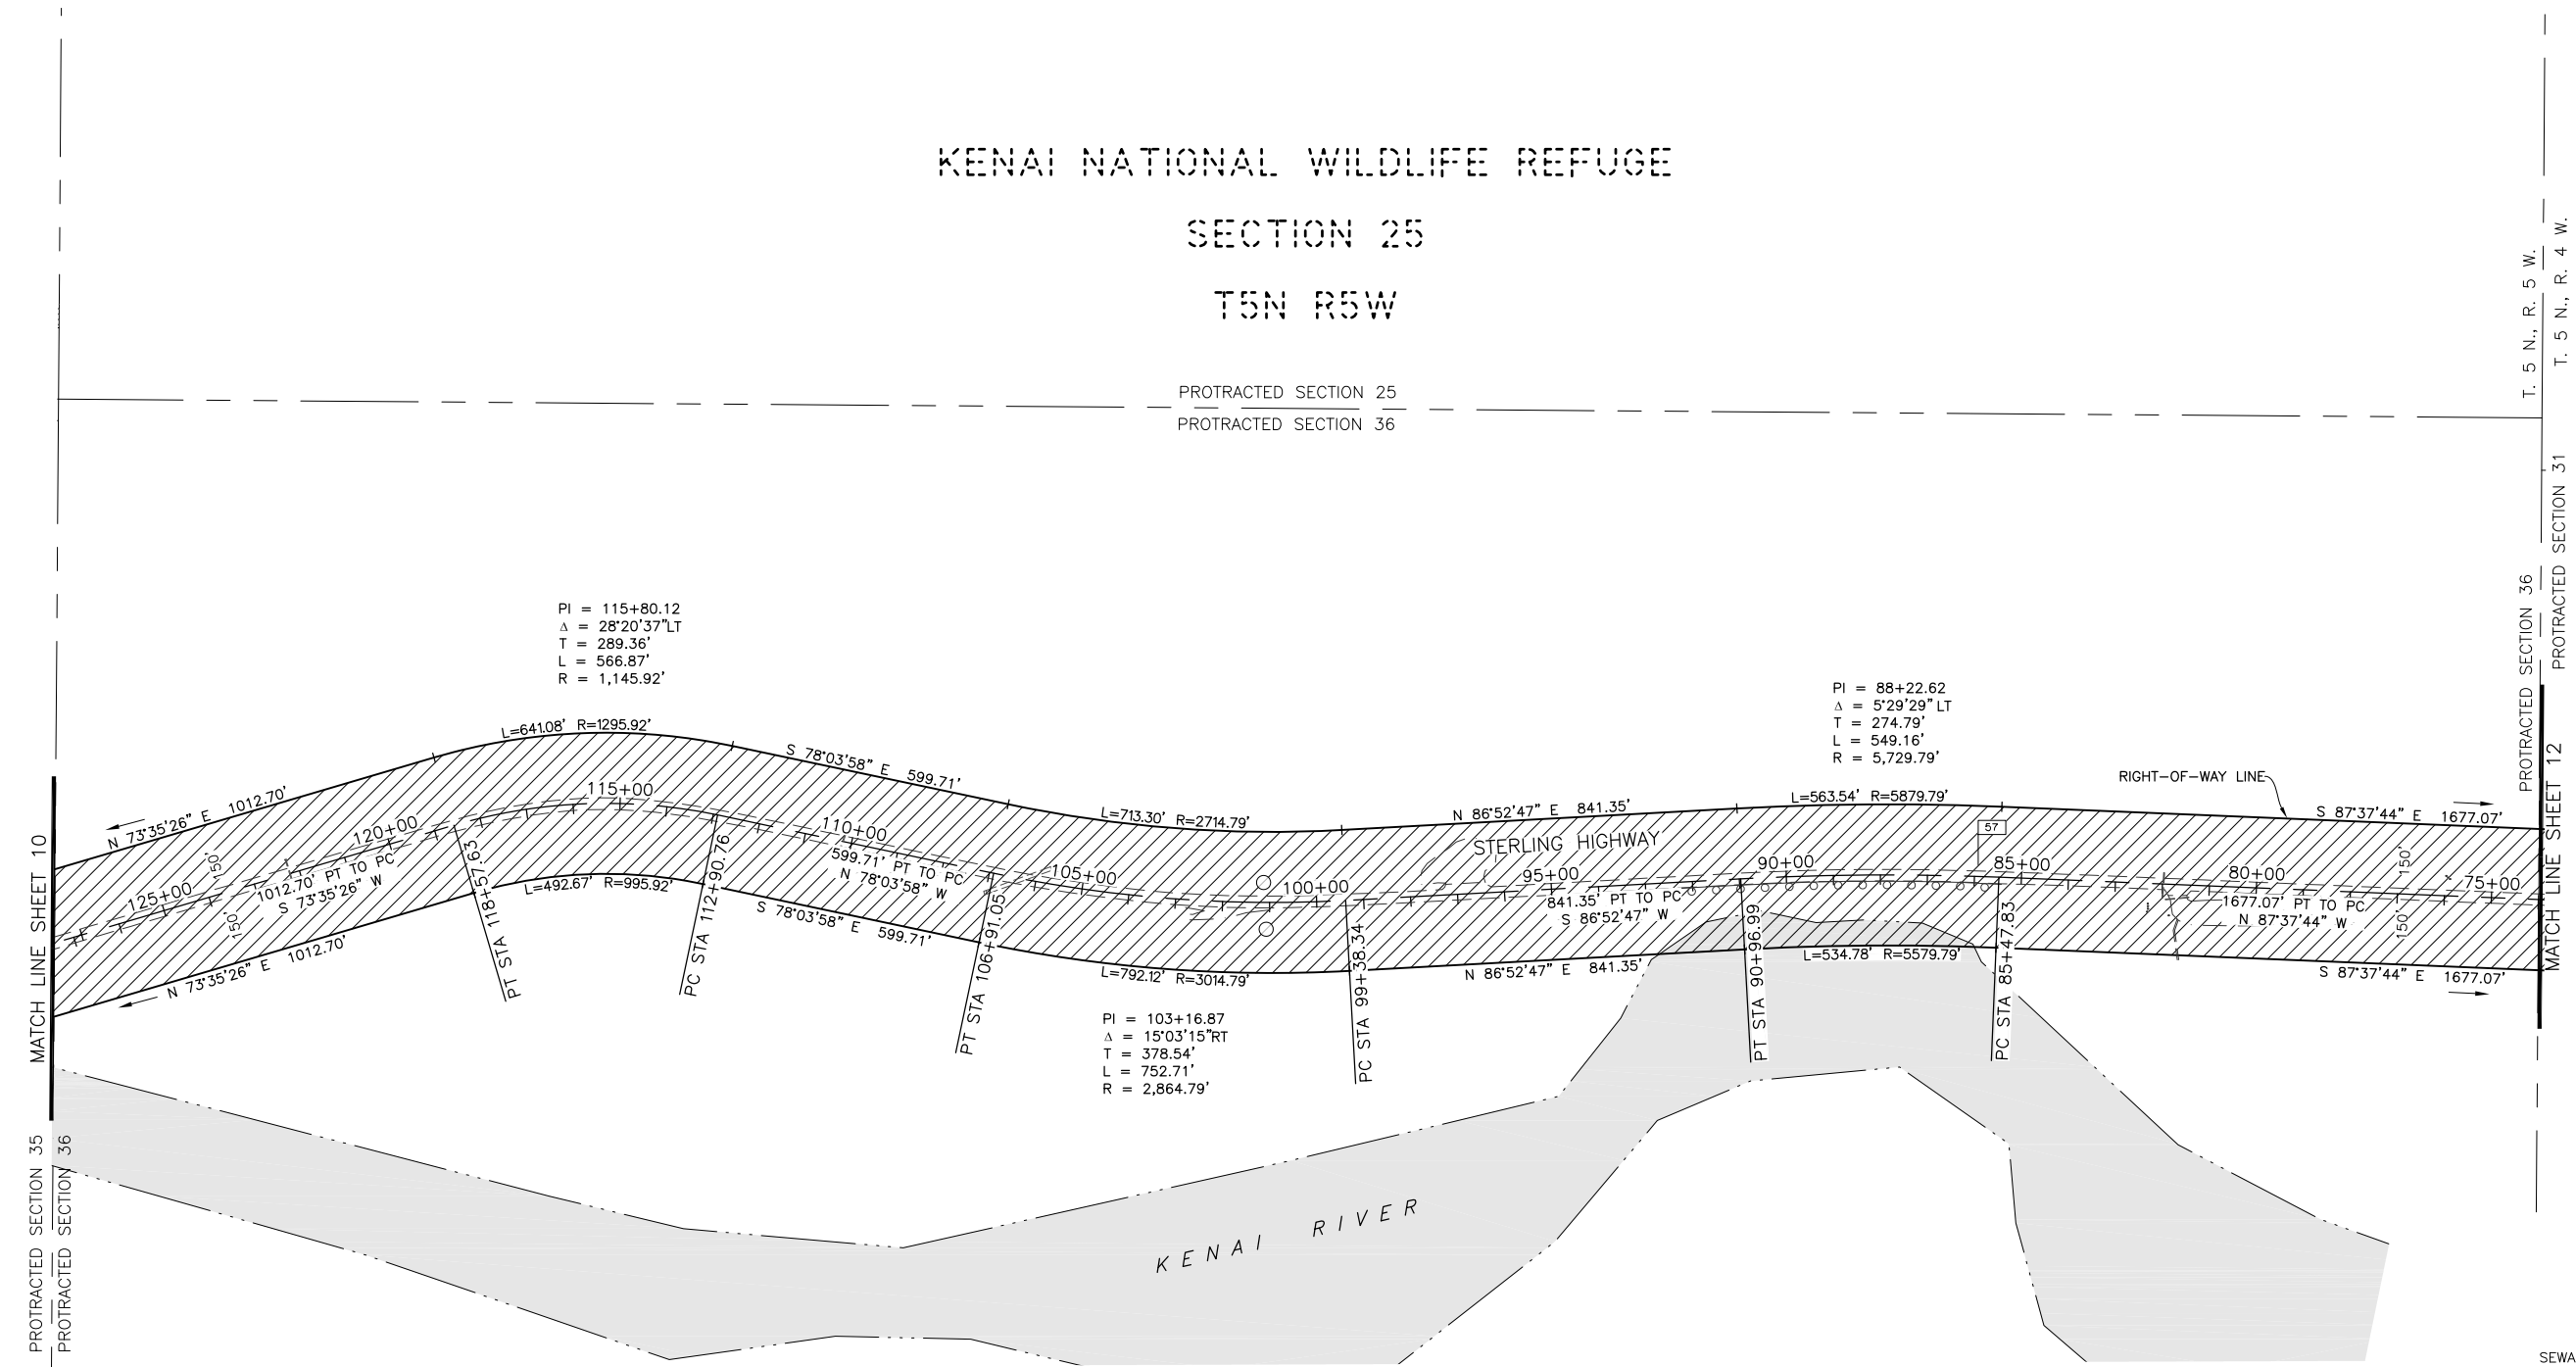 KENAI NATIONAL WILDLIFE REFUGE
SECTION 25
T5N R5W
T. 5 N., R. 5 W.
T. 5 N., R. 4 W.
PROTRACTED SECTION 25
PROTRACTED SECTION 36
PROTRACTED SECTION 36
PROTRACTED SECTION 31
PI = 115+80.12
Δ = 28°20'37"LT
T = 289.36'
L = 566.87'
R = 1,145.92'
PI = 88+22.62
Δ = 5°29'29" LT
T = 274.79'
L = 549.16'
R = 5,729.79'
RIGHT-OF-WAY LINE
N 73°35'26" E 1012.70'
L=641.08' R=1295.92'
S 78°03'58" E 599.71'
L=713.30' R=2714.79'
N 86°52'47" E 841.35'
L=563.54' R=5879.79'
S 87°37'44" E 1677.07'
MATCH LINE SHEET 10
MATCH LINE SHEET 12
STERLING HIGHWAY
57
125+00
120+00
115+00
110+00
105+00
100+00
95+00
90+00
85+00
80+00
75+00
150'
150'
1012.70' PT TO PC
S 73°35'26" W
599.71' PT TO PC
N 78°03'58" W
841.35' PT TO PC
S 86°52'47" W
1677.07' PT TO PC
N 87°37'44" W
150'
150'
PT STA 118+57.63
PC STA 112+90.76
PT STA 106+91.05
PC STA 99+38.34
PT STA 90+96.99
PC STA 85+47.83
N 73°35'26" E 1012.70'
L=492.67' R=995.92'
S 78°03'58" E 599.71'
L=792.12' R=3014.79'
N 86°52'47" E 841.35'
L=534.78' R=5579.79'
S 87°37'44" E 1677.07'
PI = 103+16.87
Δ = 15°03'15"RT
T = 378.54'
L = 752.71'
R = 2,864.79'
PROTRACTED SECTION 35
PROTRACTED SECTION 36
KENAI RIVER
SEWA